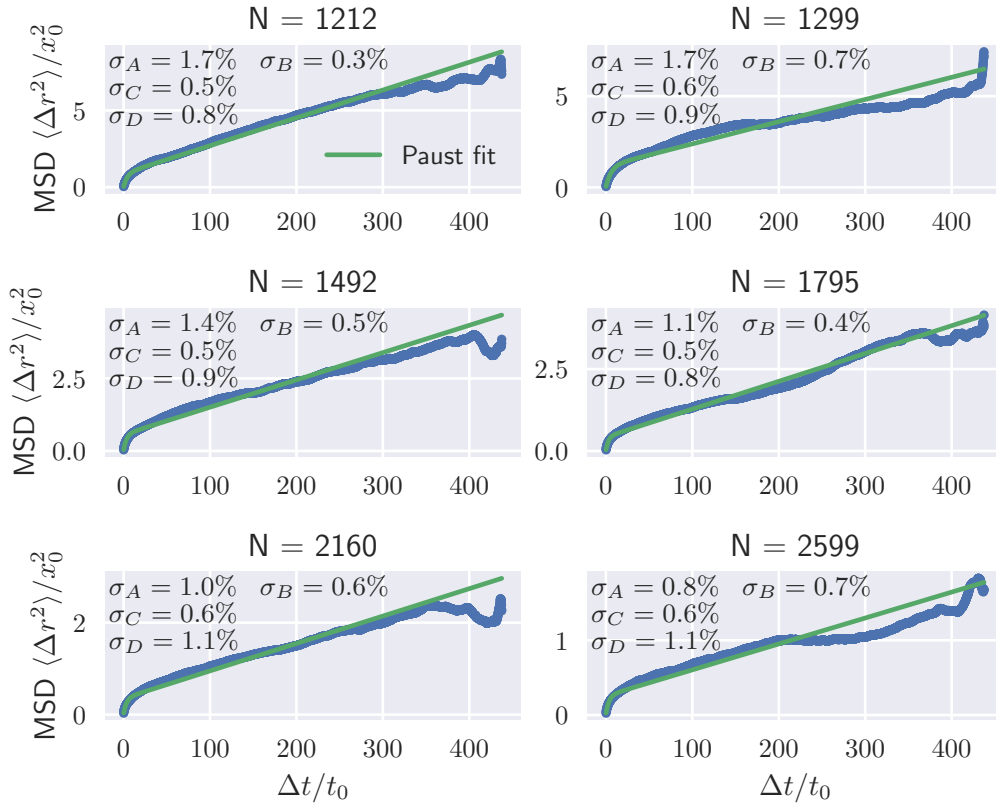 N = 1212
σ_A = 1.7% σ_B = 0.3%
σ_C = 0.5%
σ_D = 0.8%
Paust fit
MSD ⟨Δr²⟩/x₀²
5
0
0 100 200 300 400
N = 1299
σ_A = 1.7% σ_B = 0.7%
σ_C = 0.6%
σ_D = 0.9%
5
0
0 100 200 300 400
N = 1492
σ_A = 1.4% σ_B = 0.5%
σ_C = 0.5%
σ_D = 0.9%
MSD ⟨Δr²⟩/x₀²
2.5
0.0
0 100 200 300 400
N = 1795
σ_A = 1.1% σ_B = 0.4%
σ_C = 0.5%
σ_D = 0.8%
2.5
0.0
0 100 200 300 400
N = 2160
σ_A = 1.0% σ_B = 0.6%
σ_C = 0.6%
σ_D = 1.1%
MSD ⟨Δr²⟩/x₀²
2
0
0 100 200 300 400
Δt/t₀
N = 2599
σ_A = 0.8% σ_B = 0.7%
σ_C = 0.6%
σ_D = 1.1%
1
0
0 100 200 300 400
Δt/t₀